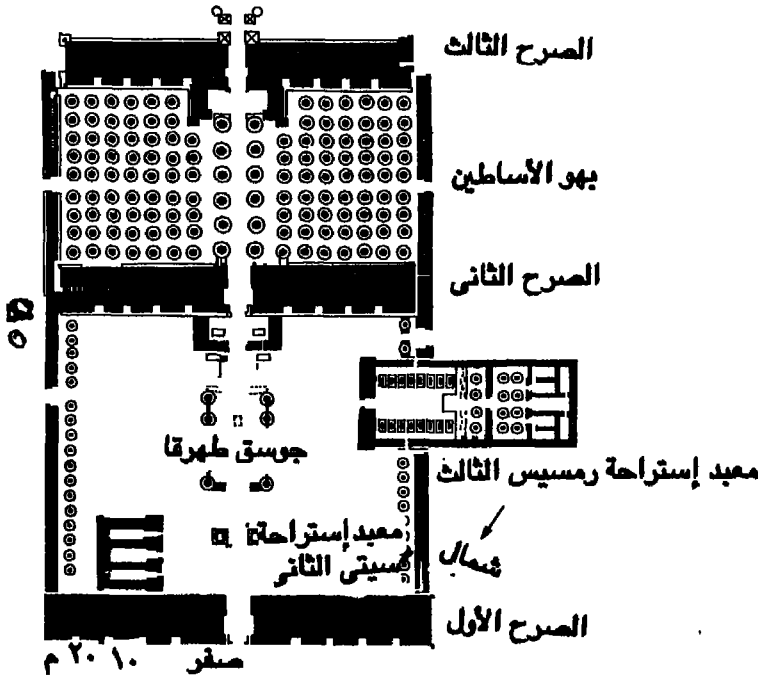 الصرح الثالث
بهو الأساطين
الصرح الثانى
جوسق طهرقا
معبد إستراحة رمسيس الثالث
معبد إستراحة
سيتى الثانى
شمال
الصرح الأول
صفر ١٠ ٢٠ م